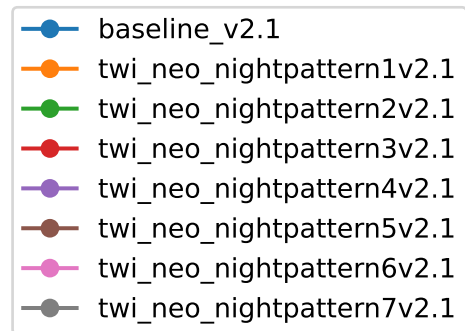 baseline_v2.1
twi_neo_nightpattern1v2.1
twi_neo_nightpattern2v2.1
twi_neo_nightpattern3v2.1
twi_neo_nightpattern4v2.1
twi_neo_nightpattern5v2.1
twi_neo_nightpattern6v2.1
twi_neo_nightpattern7v2.1